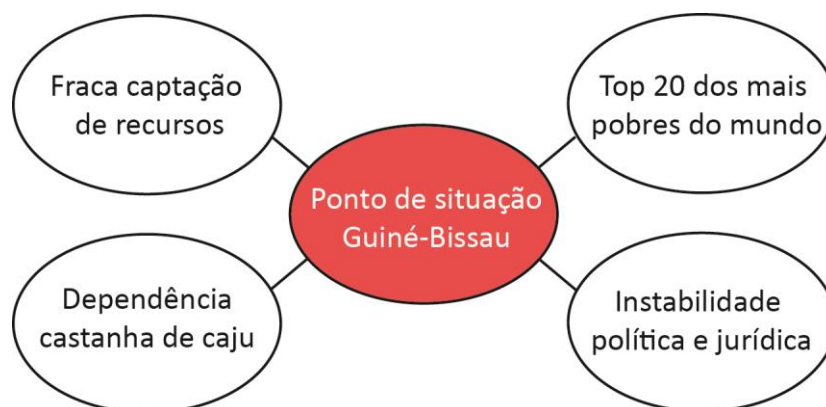 Fraca captação
de recursos
Top 20 dos mais
pobres do mundo
Ponto de situação
Guiné-Bissau
Dependência
castanha de caju
Instabilidade
política e jurídica